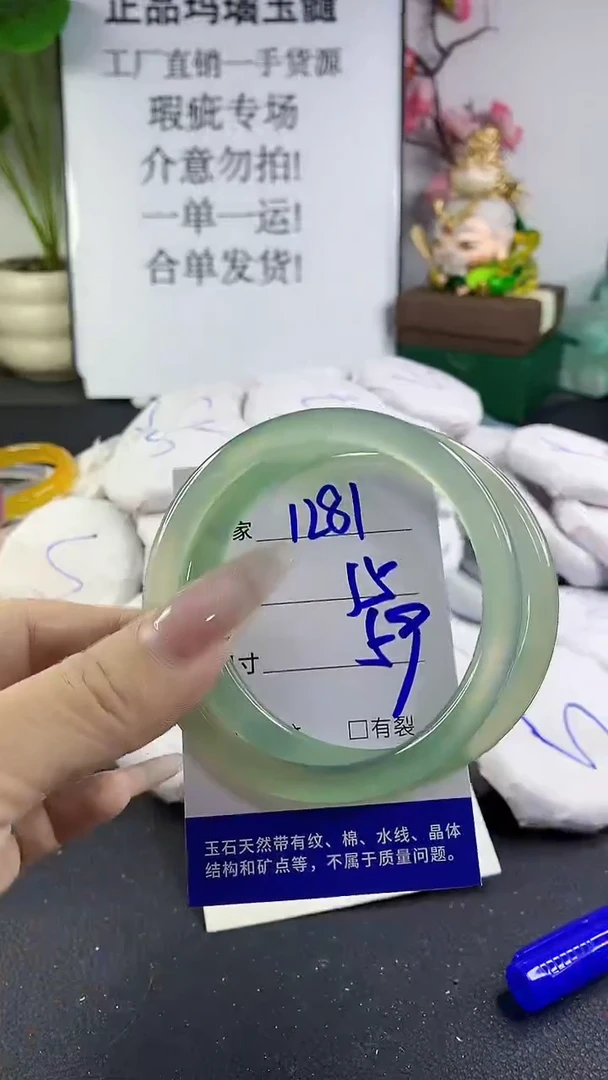 正品玛瑙玉髓
工厂直销一手货源
瑕疵专场
介意勿拍!
一单一运!
合单发货!
家 1281
15
寸 59
□有裂
玉石天然带有纹、棉、水线、晶体
结构和矿点等，不属于质量问题。